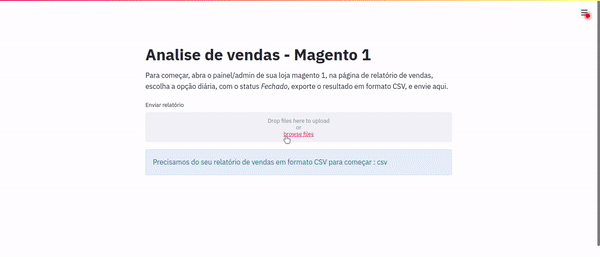 Analise de vendas - Magento 1
Para começar, abra o painel/admin de sua loja magento 1, na página de relatório de vendas,
escolha a opção diária, com o status Fechado, exporte o resultado em formato CSV, e envie aqui.
Enviar relatório
Drop files here to upload
or
browse files
Precisamos do seu relatório de vendas em formato CSV para começar : csv